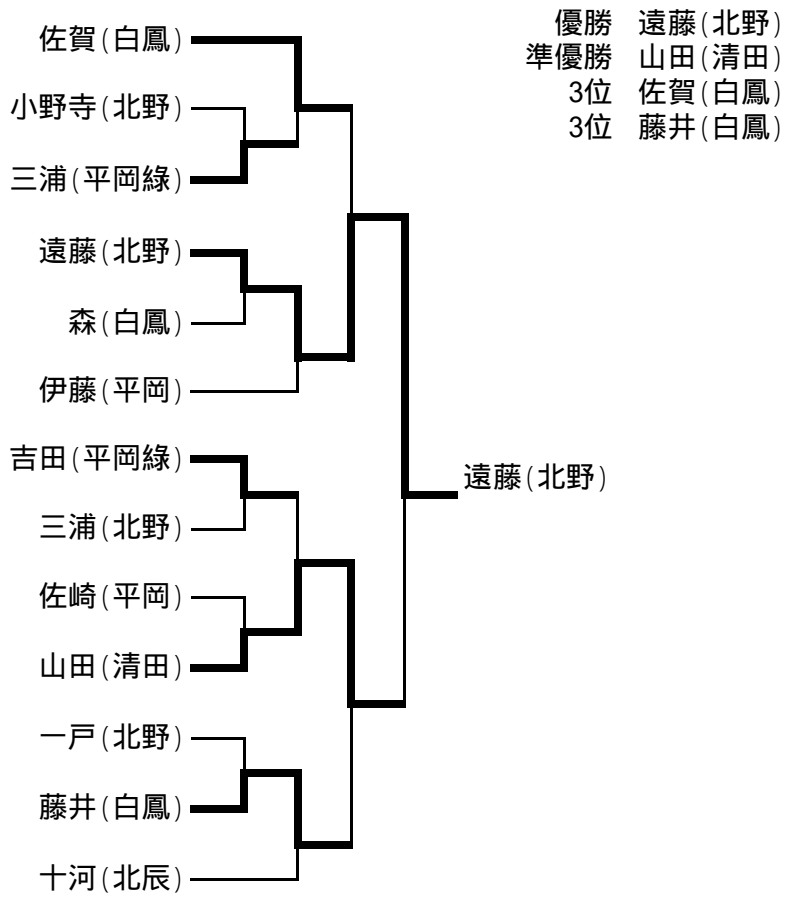 優勝 遠藤(北野)
準優勝 山田(清田)
3位 佐賀(白鳳)
3位 藤井(白鳳)
佐賀(白鳳)
小野寺(北野)
三浦(平岡緑)
遠藤(北野)
森(白鳳)
伊藤(平岡)
吉田(平岡緑)
三浦(北野)
佐崎(平岡)
山田(清田)
一戸(北野)
藤井(白鳳)
十河(北辰)
遠藤(北野)